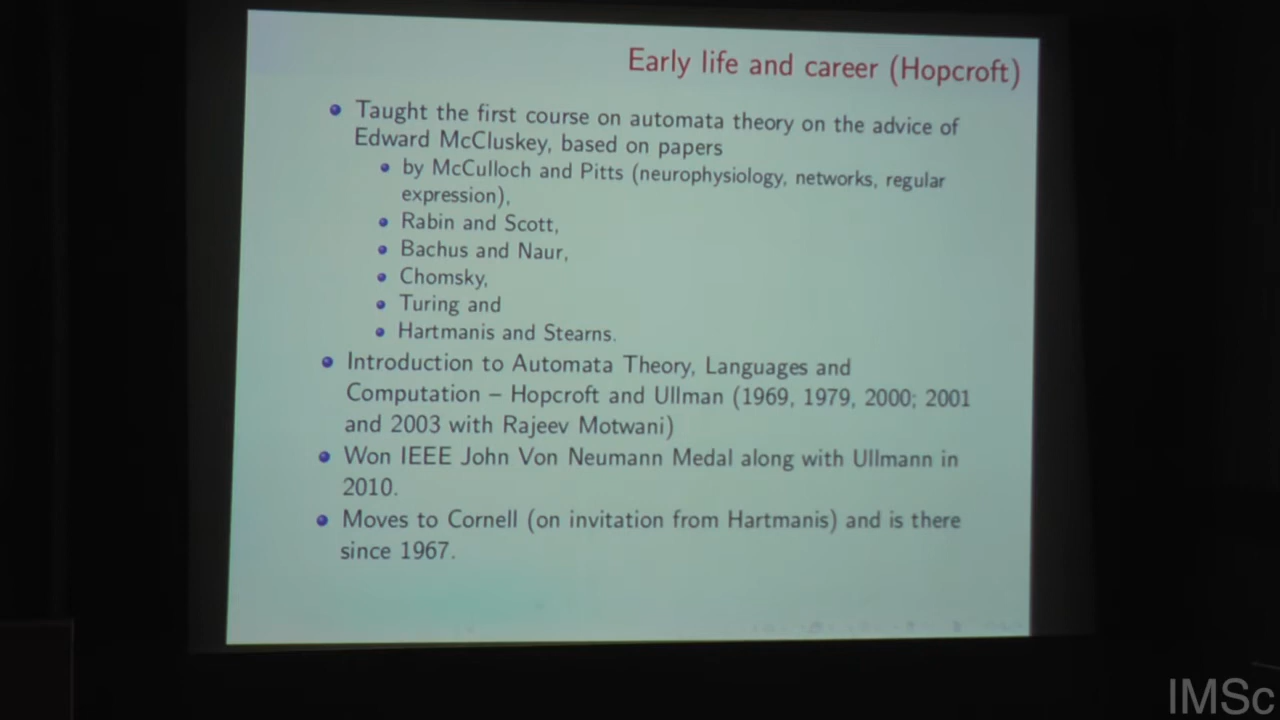 Early life and career (Hopcroft)
Taught the first course on automata theory on the advice of
Edward McCluskey, based on papers
by McCulloch and Pitts (neurophysiology, networks, regular
expression),
Rabin and Scott,
Bachus and Naur,
Chomsky,
Turing and
Hartmanis and Stearns.
Introduction to Automata Theory, Languages and
Computation – Hopcroft and Ullman (1969, 1979, 2000; 2001
and 2003 with Rajeev Motwani)
Won IEEE John Von Neumann Medal along with Ullmann in
2010.
Moves to Cornell (on invitation from Hartmanis) and is there
since 1967.
IMSc